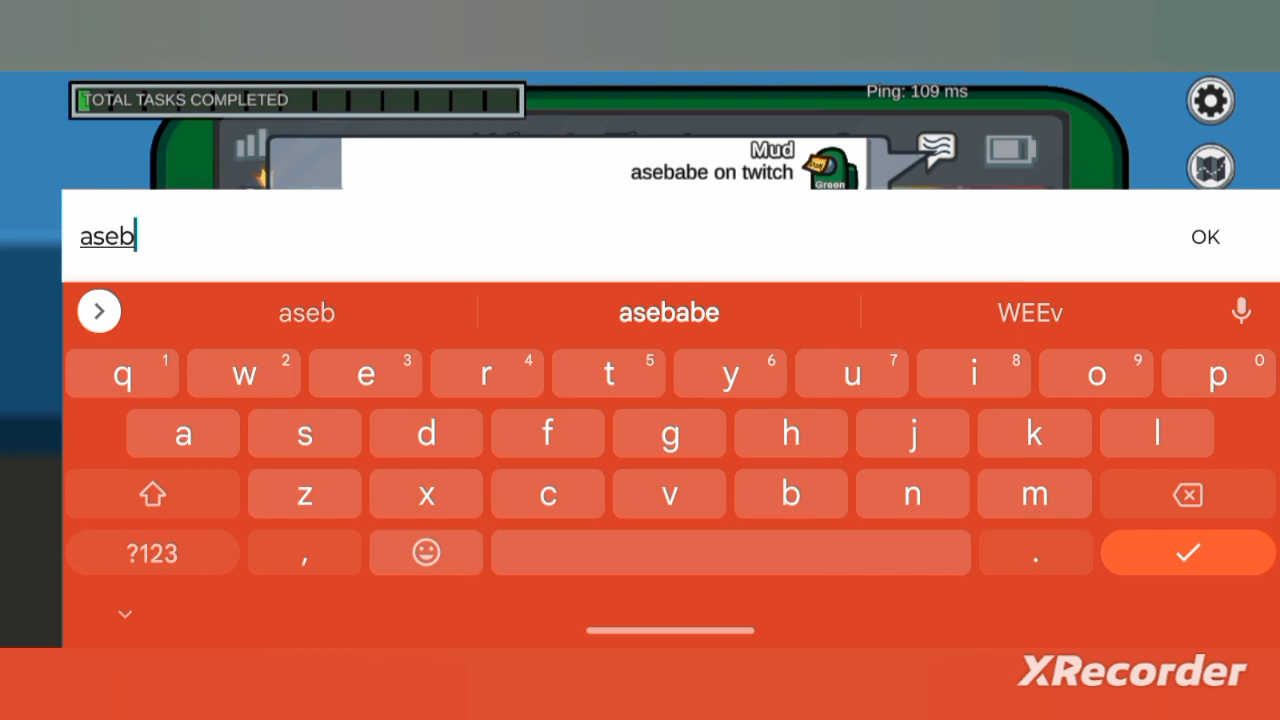 TOTAL TASKS COMPLETED
Ping: 109 ms
Mud
asebabe on twitch
Green
aseb
OK
aseb asebabe WEEv
q 1 w 2 e 3 r 4 t 5 y 6 u 7 i 8 o 9 p 0
a s d f g h j k l
z x c v b n m
?123 , .
XRecorder